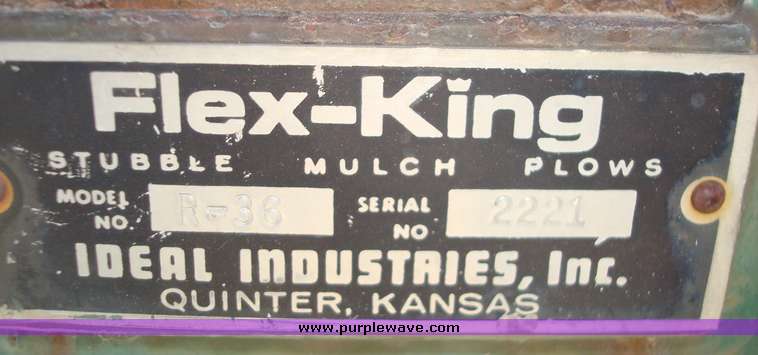 Flex-King
STUBBLE MULCH PLOWS
MODEL NO. R-36 SERIAL NO 2221
IDEAL INDUSTRIES, Inc.
QUINTER, KANSAS
www.purplewave.com